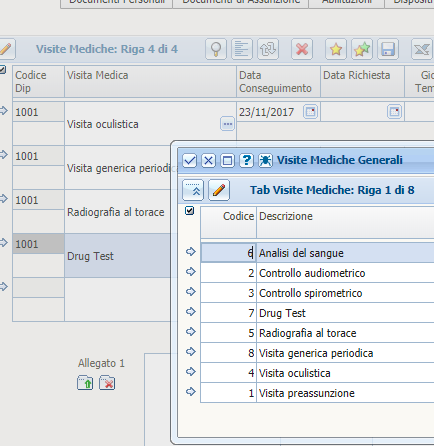 Documenti Personali Documenti di Assunzione Abilitazioni
Visite Mediche: Riga 4 di 4
Codice Dip Visita Medica Data Conseguimento Data Richiesta
1001 Visita oculistica ... 23/11/2017
1001 Visita generica periodic
1001 Radiografia al torace
1001 Drug Test
Allegato 1
Visite Mediche Generali
Tab Visite Mediche: Riga 1 di 8
Codice Descrizione
6 Analisi del sangue
2 Controllo audiometrico
3 Controllo spirometrico
7 Drug Test
5 Radiografia al torace
8 Visita generica periodica
4 Visita oculistica
1 Visita preassunzione